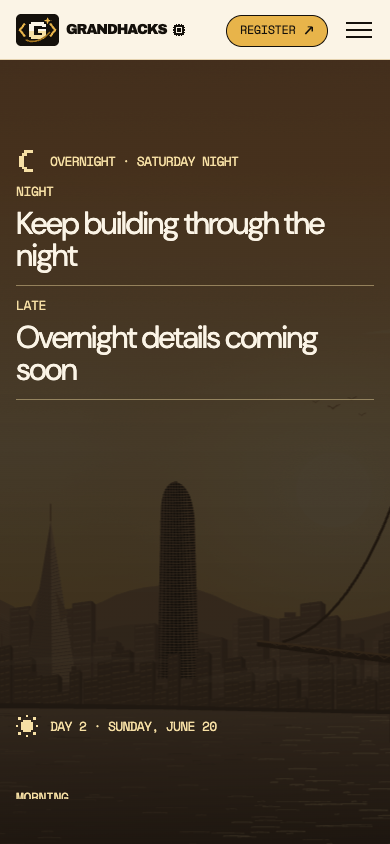 GRANDHACKS
REGISTER ↗
OVERNIGHT · SATURDAY NIGHT
NIGHT
Keep building through the
night
LATE
Overnight details coming
soon
DAY 2 · SUNDAY, JUNE 20
MORNING